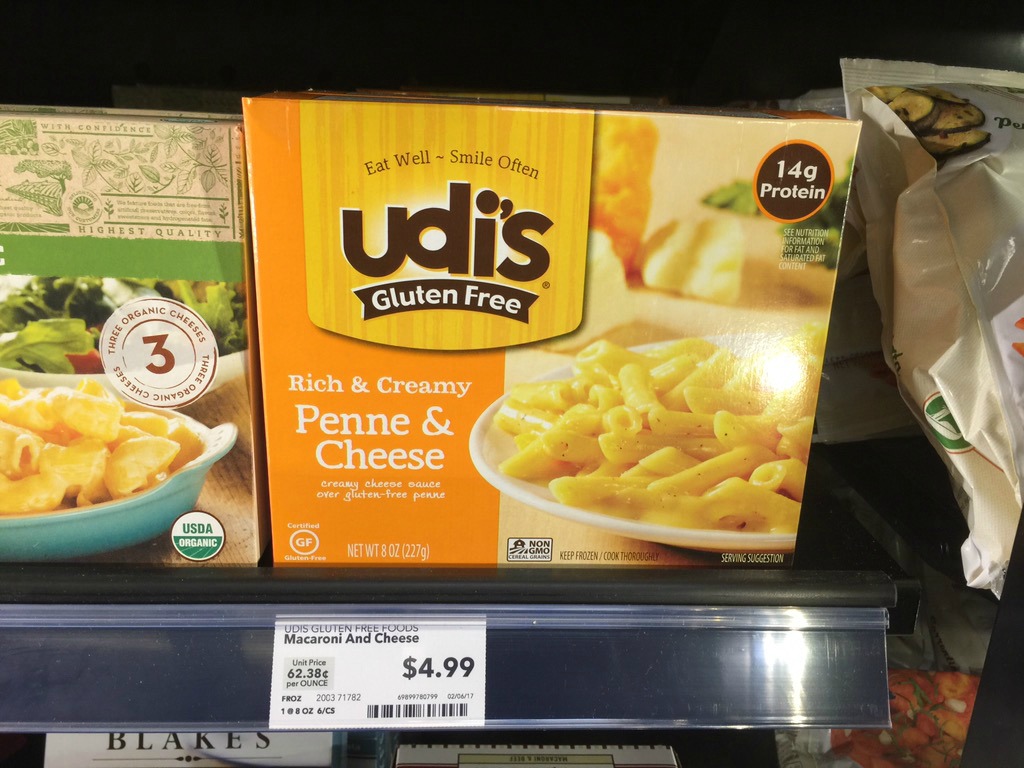 WITH CONFIDENCE
HIGHEST QUALITY
THREE ORGANIC CHEESES
3
THREE ORGANIC CHEESES
USDA
ORGANIC
Eat Well ~ Smile Often
udi's®
Gluten Free
14g
Protein
SEE NUTRITION
INFORMATION
FOR FAT AND
SATURATED FAT
CONTENT
Rich & Creamy
Penne &
Cheese
creamy cheese sauce
over gluten-free penne
Certified
GF
Gluten-Free
NET WT 8 OZ (227g)
NON
GMO
CEREAL GRAINS
KEEP FROZEN / COOK THOROUGHLY
SERVING SUGGESTION
UDIS GLUTEN FREE FOODS
Macaroni And Cheese
Unit Price
62.38¢
per OUNCE
$4.99
FROZ 2003 71782
69899780799 02/06/17
1 @ 8 OZ 6/CS
BLAKES
MACARONI & BEEF